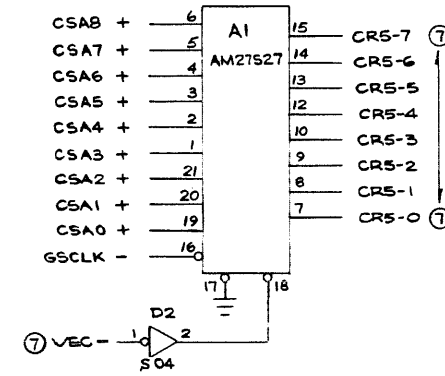 CSA8 + 6 A1 15 CR5-7 7
CSA7 + 5 AM27S27 14 CR5-6
CSA6 + 4 13 CR5-5
CSA5 + 3 12 CR5-4
CSA4 + 2 10 CR5-3
CSA3 + 1 9 CR5-2
CSA2 + 21 8 CR5-1
CSA1 + 20 7 CR5-0 7
CSA0 + 19
GSCLK - 16
17 18
D2
7 VEC - 1 2
S04